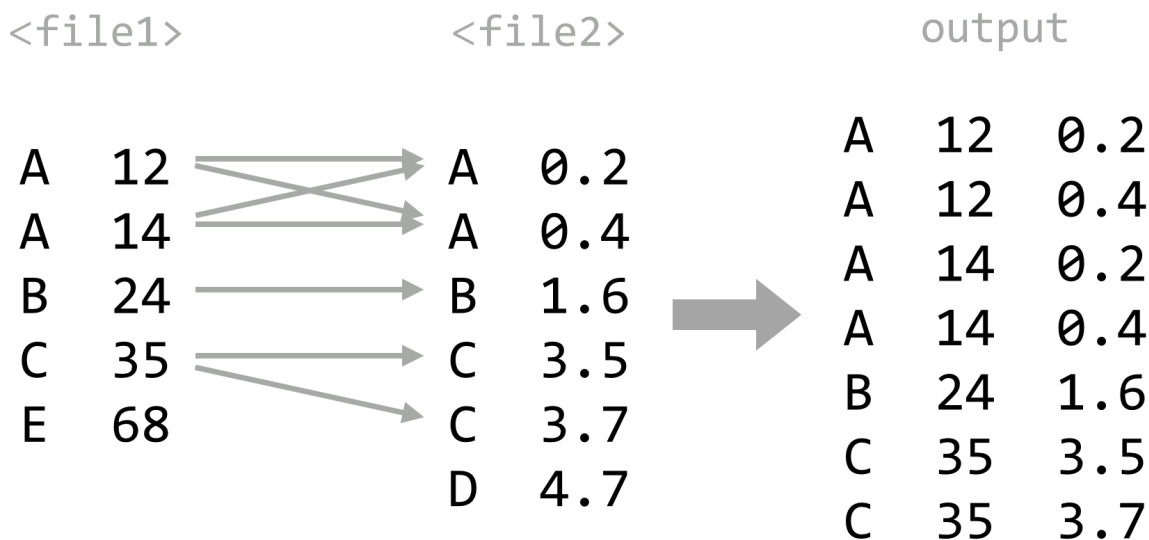 <file1>
A 12
A 14
B 24
C 35
E 68
<file2>
A 0.2
A 0.4
B 1.6
C 3.5
C 3.7
D 4.7
output
A 12 0.2
A 12 0.4
A 14 0.2
A 14 0.4
B 24 1.6
C 35 3.5
C 35 3.7